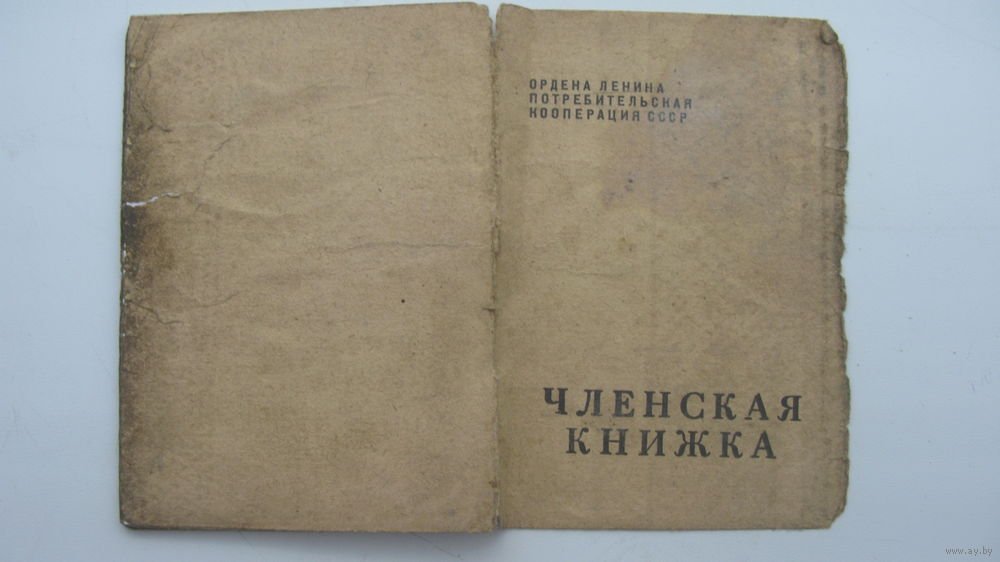 ОРДЕНА ЛЕНИНА
ПОТРЕБИТЕЛЬСКАЯ
КООПЕРАЦИЯ СССР
ЧЛЕНСКАЯ
КНИЖКА
www.ay.by